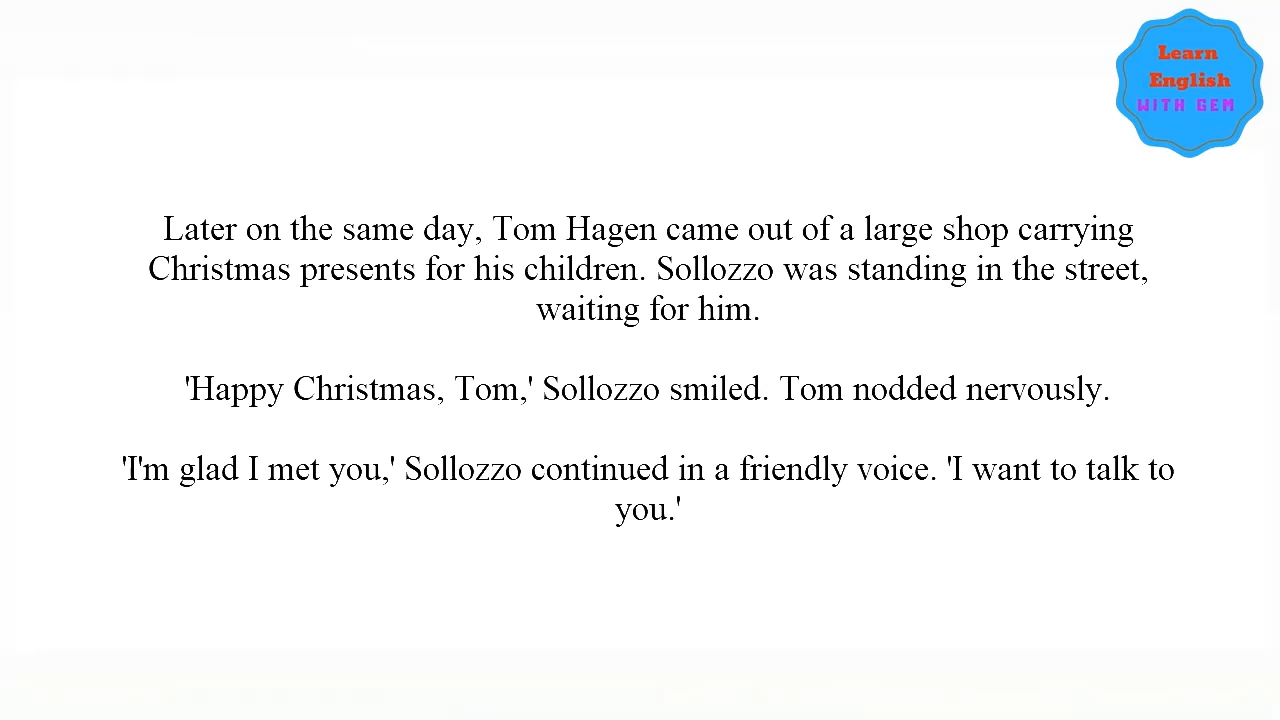 Learn
English
WITH GEM
Later on the same day, Tom Hagen came out of a large shop carrying
Christmas presents for his children. Sollozzo was standing in the street,
waiting for him.
'Happy Christmas, Tom,' Sollozzo smiled. Tom nodded nervously.
'I'm glad I met you,' Sollozzo continued in a friendly voice. 'I want to talk to
you.'